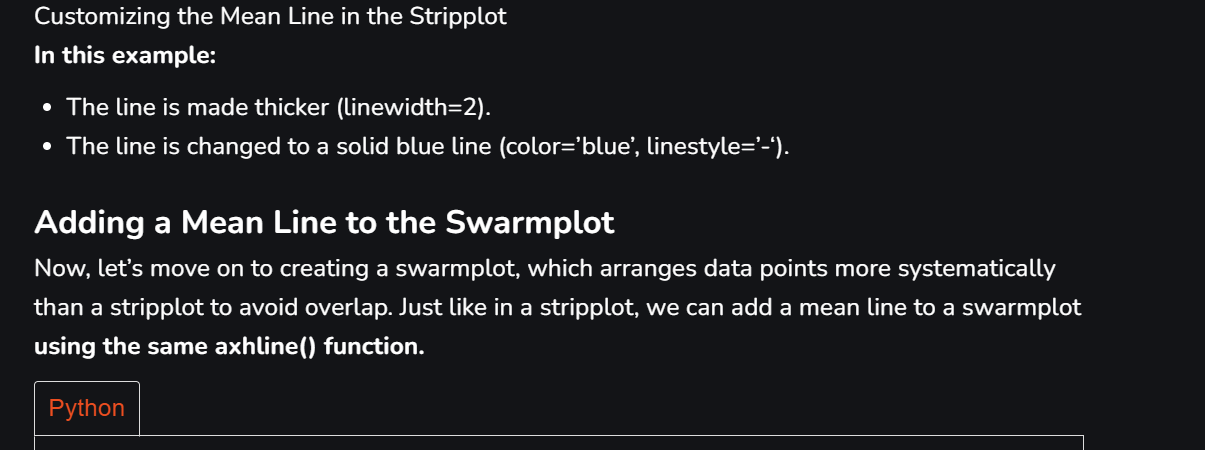 Customizing the Mean Line in the Stripplot
In this example:
• The line is made thicker (linewidth=2).
• The line is changed to a solid blue line (color=’blue’, linestyle=’-‘).
Adding a Mean Line to the Swarmplot
Now, let’s move on to creating a swarmplot, which arranges data points more systematically
than a stripplot to avoid overlap. Just like in a stripplot, we can add a mean line to a swarmplot
using the same axhline() function.
Python